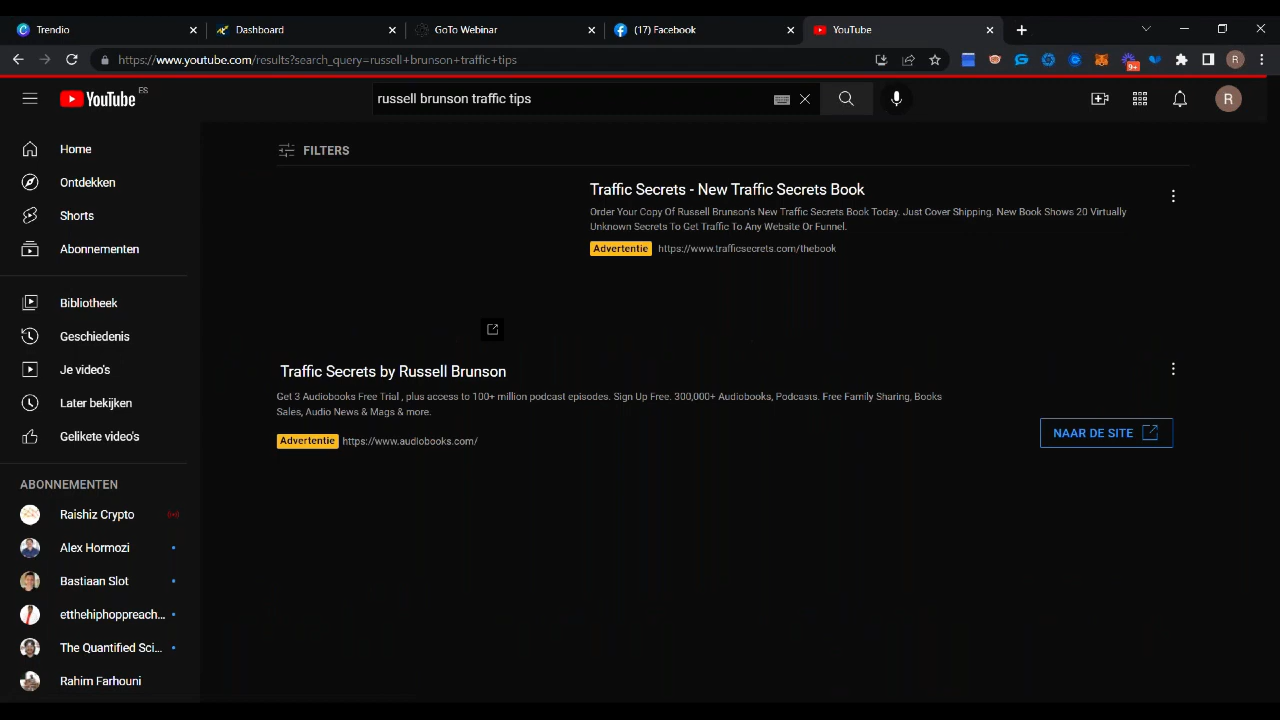 Trendio
Dashboard
GoTo Webinar
(17) Facebook
YouTube
https://www.youtube.com/results?search_query=russell+brunson+traffic+tips
9+
R
YouTube
ES
russell brunson traffic tips
R
Home
Ontdekken
Shorts
Abonnementen
Bibliotheek
Geschiedenis
Je video's
Later bekijken
Gelikete video's
ABONNEMENTEN
Raishiz Crypto
Alex Hormozi
Bastiaan Slot
etthehiphoppreach...
The Quantified Sci...
Rahim Farhouni
FILTERS
Traffic Secrets - New Traffic Secrets Book
Order Your Copy Of Russell Brunson's New Traffic Secrets Book Today. Just Cover Shipping. New Book Shows 20 Virtually
Unknown Secrets To Get Traffic To Any Website Or Funnel.
Advertentie https://www.trafficsecrets.com/thebook
Traffic Secrets by Russell Brunson
Get 3 Audiobooks Free Trial , plus access to 100+ million podcast episodes. Sign Up Free. 300,000+ Audiobooks, Podcasts. Free Family Sharing, Books
Sales, Audio News & Mags & more.
Advertentie https://www.audiobooks.com/
NAAR DE SITE